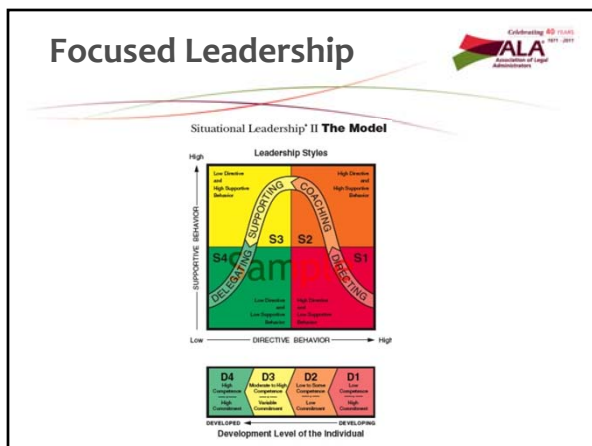 Focused Leadership
Celebrating 40 YEARS
1971 - 2011
ALA
Association of Legal
Administrators
Situational Leadership® II The Model
Leadership Styles
High
Low Directive
and
High Supportive
Behavior
High Directive
and
High Supportive
Behavior
SUPPORTING
COACHING
S3
S2
S4
S1
DELEGATING
DIRECTING
Sample
Low Directive
and
Low Supportive
Behavior
High Directive
and
Low Supportive
Behavior
SUPPORTIVE BEHAVIOR
Low
DIRECTIVE BEHAVIOR
High
D4
High
Competence
High
Commitment
D3
Moderate to High
Competence
Variable
Commitment
D2
Low to Some
Competence
Low
Commitment
D1
Low
Competence
High
Commitment
DEVELOPED
DEVELOPING
Development Level of the Individual